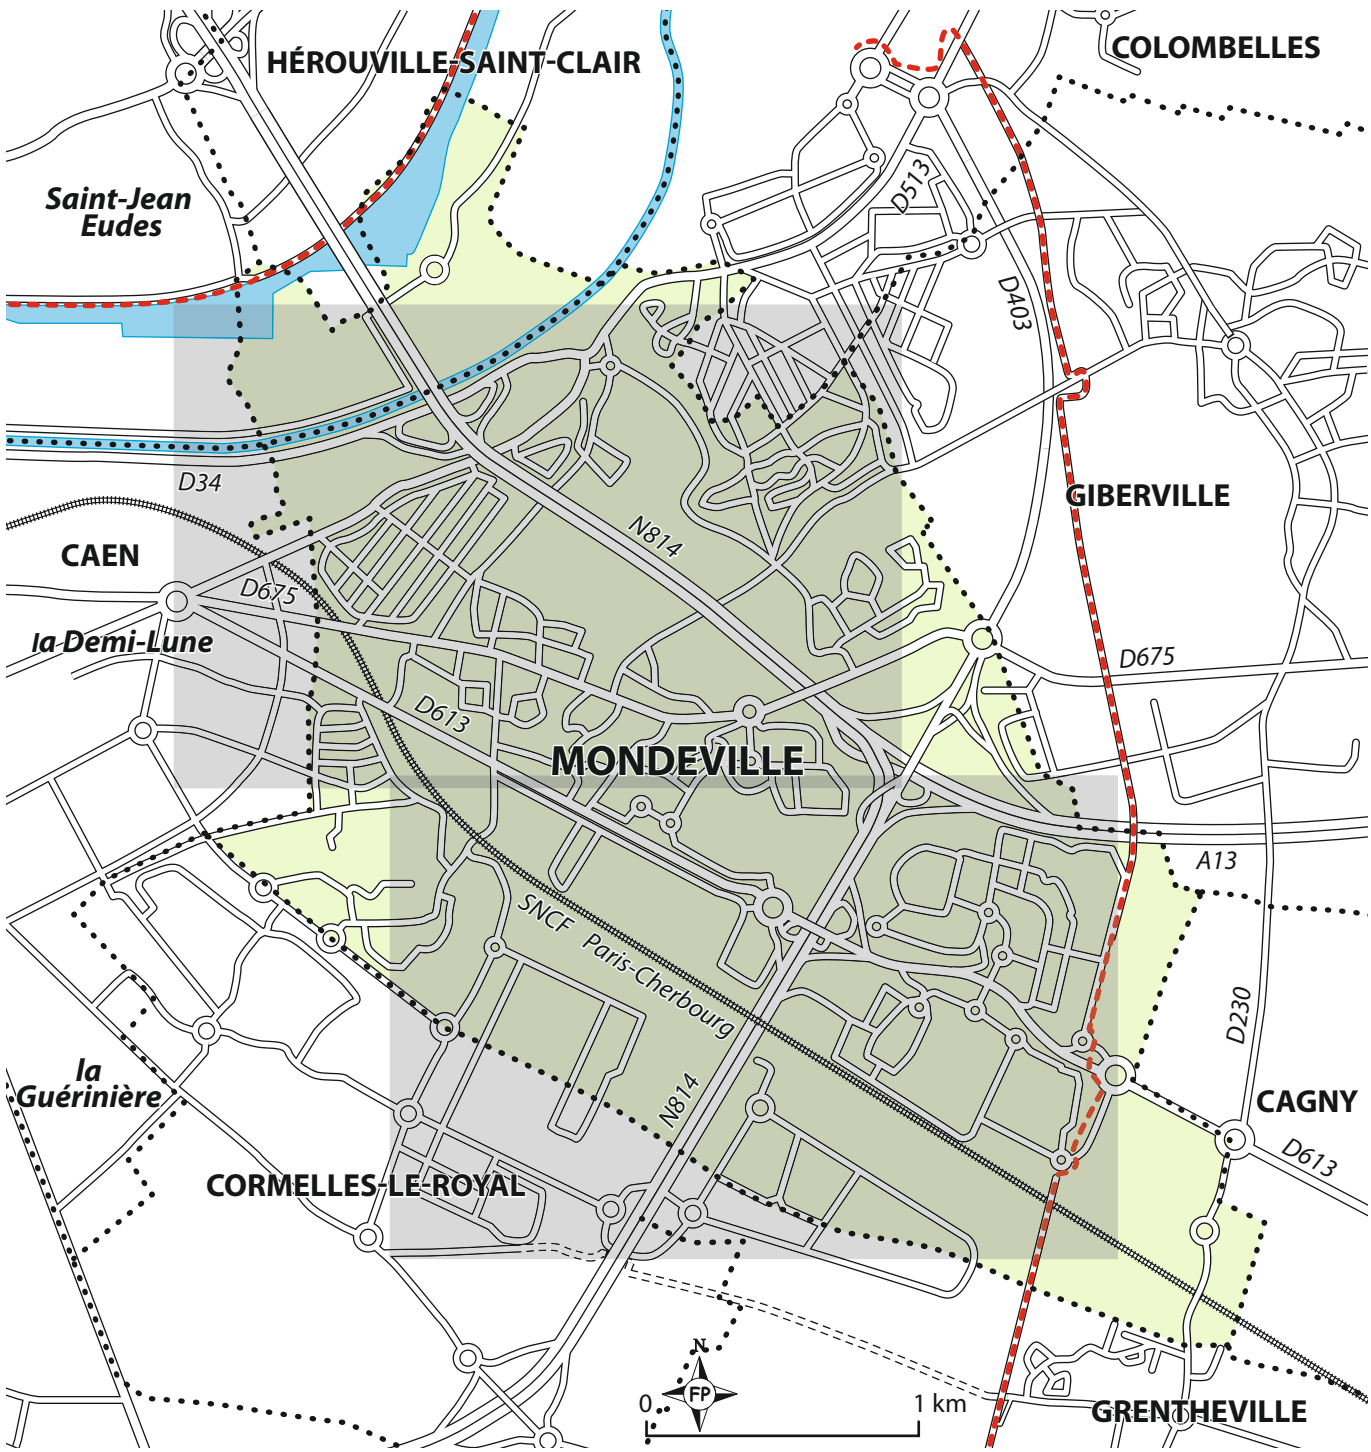 HÉROUVILLE-SAINT-CLAIR
COLOMBELLES
Saint-Jean
Eudes
D513
D403
D34
GIBERVILLE
N814
CAEN
D675
la Demi-Lune
D675
D613
MONDEVILLE
A13
SNCF Paris-Cherbourg
D230
la
Guérinière
N814
CAGNY
D613
CORMELLES-LE-ROYAL
N
FP
0
1 km
GRENTHEVILLE